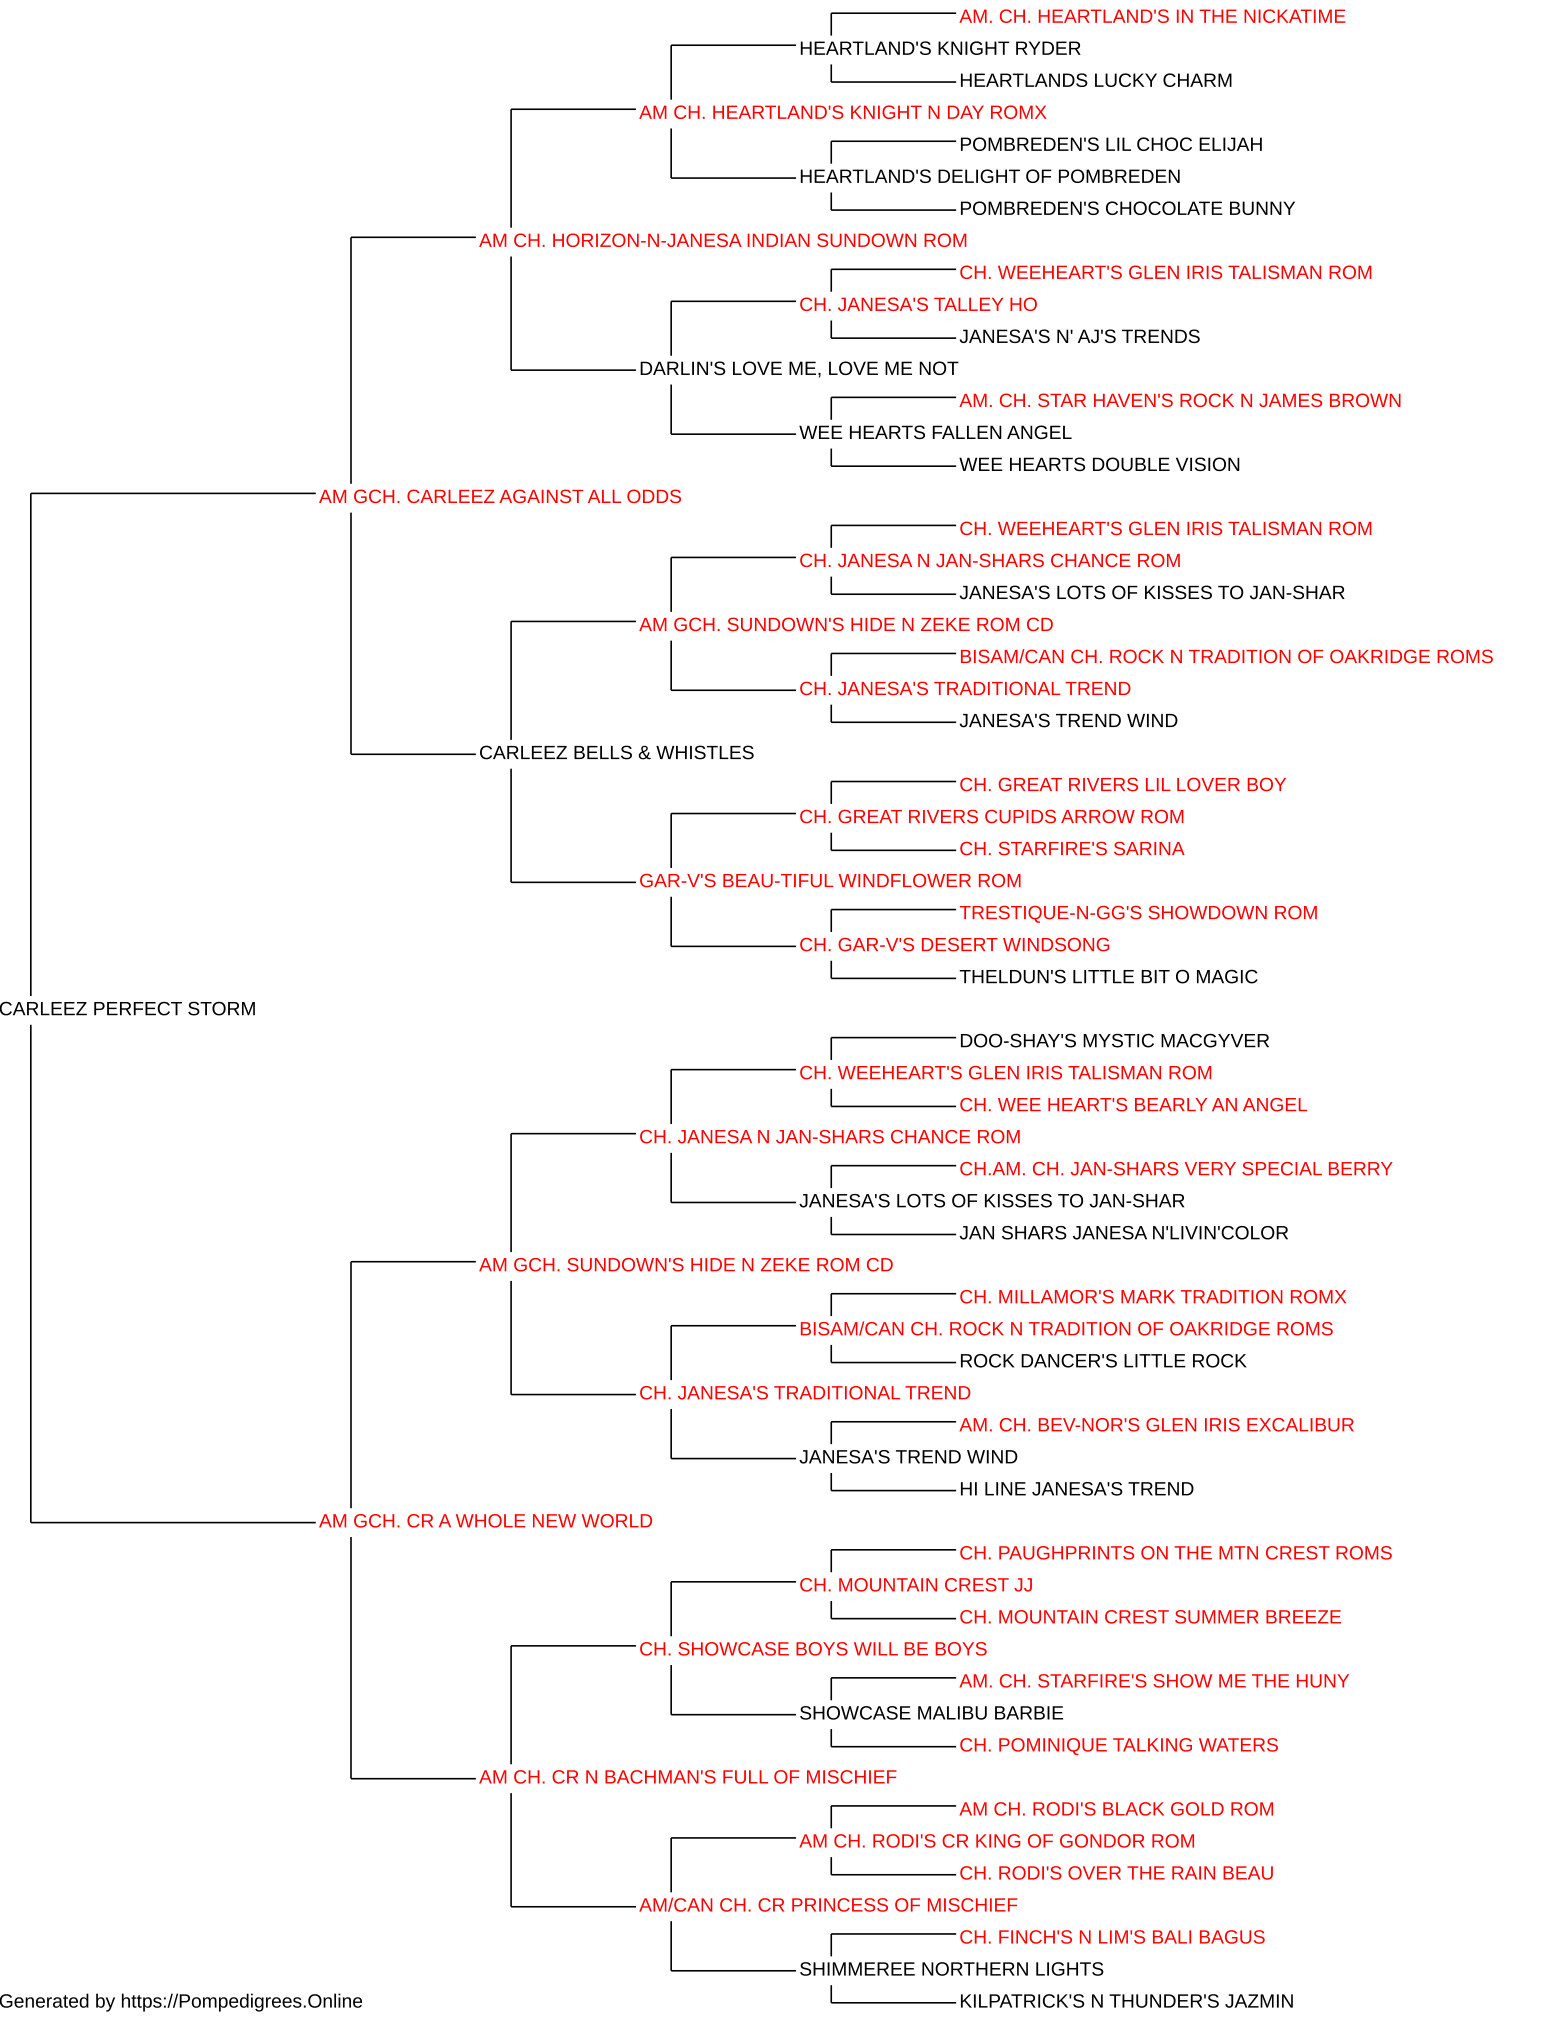 AM. CH. HEARTLAND'S IN THE NICKATIME
HEARTLAND'S KNIGHT RYDER
HEARTLANDS LUCKY CHARM
AM CH. HEARTLAND'S KNIGHT N DAY ROMX
POMBREDEN'S LIL CHOC ELIJAH
HEARTLAND'S DELIGHT OF POMBREDEN
POMBREDEN'S CHOCOLATE BUNNY
AM CH. HORIZON-N-JANESA INDIAN SUNDOWN ROM
CH. WEEHEART'S GLEN IRIS TALISMAN ROM
CH. JANESA'S TALLEY HO
JANESA'S N' AJ'S TRENDS
DARLIN'S LOVE ME, LOVE ME NOT
AM. CH. STAR HAVEN'S ROCK N JAMES BROWN
WEE HEARTS FALLEN ANGEL
WEE HEARTS DOUBLE VISION
AM GCH. CARLEEZ AGAINST ALL ODDS
CH. WEEHEART'S GLEN IRIS TALISMAN ROM
CH. JANESA N JAN-SHARS CHANCE ROM
JANESA'S LOTS OF KISSES TO JAN-SHAR
AM GCH. SUNDOWN'S HIDE N ZEKE ROM CD
BISAM/CAN CH. ROCK N TRADITION OF OAKRIDGE ROMS
CH. JANESA'S TRADITIONAL TREND
JANESA'S TREND WIND
CARLEEZ BELLS & WHISTLES
CH. GREAT RIVERS LIL LOVER BOY
CH. GREAT RIVERS CUPIDS ARROW ROM
CH. STARFIRE'S SARINA
GAR-V'S BEAU-TIFUL WINDFLOWER ROM
TRESTIQUE-N-GG'S SHOWDOWN ROM
CH. GAR-V'S DESERT WINDSONG
THELDUN'S LITTLE BIT O MAGIC
CARLEEZ PERFECT STORM
DOO-SHAY'S MYSTIC MACGYVER
CH. WEEHEART'S GLEN IRIS TALISMAN ROM
CH. WEE HEART'S BEARLY AN ANGEL
CH. JANESA N JAN-SHARS CHANCE ROM
CH.AM. CH. JAN-SHARS VERY SPECIAL BERRY
JANESA'S LOTS OF KISSES TO JAN-SHAR
JAN SHARS JANESA N'LIVIN'COLOR
AM GCH. SUNDOWN'S HIDE N ZEKE ROM CD
CH. MILLAMOR'S MARK TRADITION ROMX
BISAM/CAN CH. ROCK N TRADITION OF OAKRIDGE ROMS
ROCK DANCER'S LITTLE ROCK
CH. JANESA'S TRADITIONAL TREND
AM. CH. BEV-NOR'S GLEN IRIS EXCALIBUR
JANESA'S TREND WIND
HI LINE JANESA'S TREND
AM GCH. CR A WHOLE NEW WORLD
CH. PAUGHPRINTS ON THE MTN CREST ROMS
CH. MOUNTAIN CREST JJ
CH. MOUNTAIN CREST SUMMER BREEZE
CH. SHOWCASE BOYS WILL BE BOYS
AM. CH. STARFIRE'S SHOW ME THE HUNY
SHOWCASE MALIBU BARBIE
CH. POMINIQUE TALKING WATERS
AM CH. CR N BACHMAN'S FULL OF MISCHIEF
AM CH. RODI'S BLACK GOLD ROM
AM CH. RODI'S CR KING OF GONDOR ROM
CH. RODI'S OVER THE RAIN BEAU
AM/CAN CH. CR PRINCESS OF MISCHIEF
CH. FINCH'S N LIM'S BALI BAGUS
SHIMMEREE NORTHERN LIGHTS
KILPATRICK'S N THUNDER'S JAZMIN
Generated by https://Pompedigrees.Online